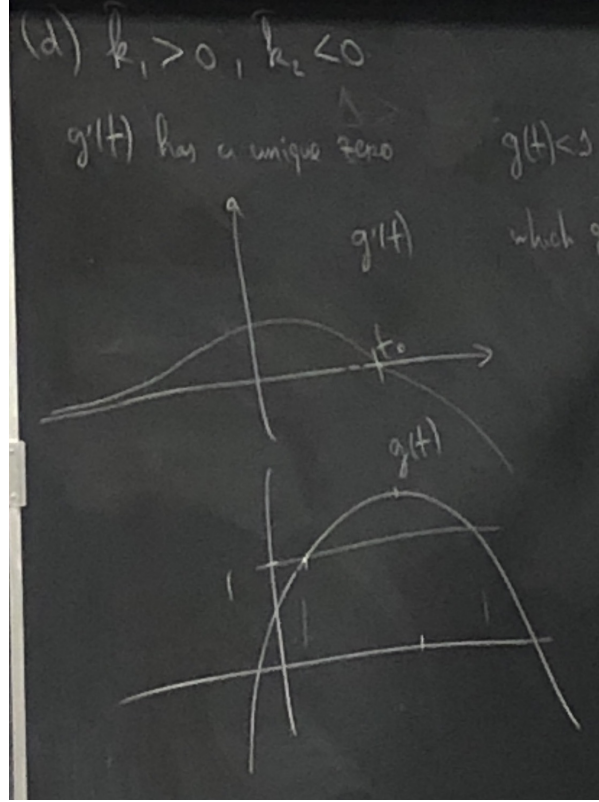 (d) k₁ > 0, k₂ < 0
g'(t) has a unique zero
g(t) < 1
g'(t)
which
t₀
g(t)
1